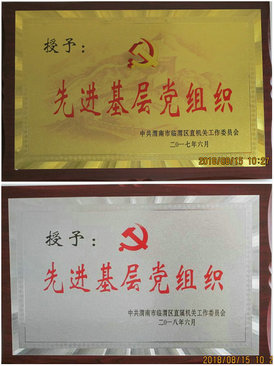 授予：
先进基层党组织
中共渭南市临渭区直机关工作委员会
二〇一七年六月
2018/08/15 10:27
授予：
先进基层党组织
中共渭南市临渭区直属机关工作委员会
二〇一八年六月
2018/08/15 10:2